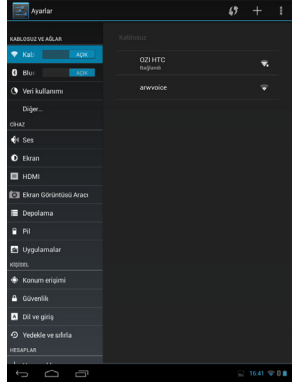 Ayarlar
KABLOSUZ VE AĞLAR
Kablosuz
Kab AÇIK
OZI HTC
Bağlandı
Blu AÇIK
arwvoice
Veri kullanımı
Diğer...
CİHAZ
Ses
Ekran
HDMI
Ekran Görüntüsü Aracı
Depolama
Pil
Uygulamalar
KİŞİSEL
Konum erişimi
Güvenlik
Dil ve giriş
Yedekle ve sıfırla
HESAPLAR
16:41